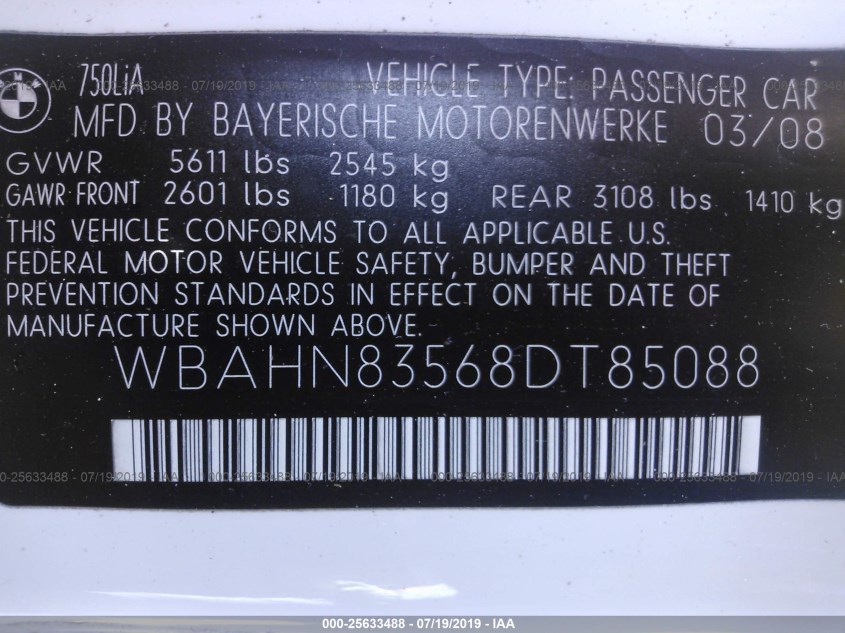 750LiA VEHICLE TYPE: PASSENGER CAR
MFD BY BAYERISCHE MOTORENWERKE 03/08
GVWR 5611 lbs 2545 kg
GAWR FRONT 2601 lbs 1180 kg REAR 3108 lbs 1410 kg
THIS VEHICLE CONFORMS TO ALL APPLICABLE U.S.
FEDERAL MOTOR VEHICLE SAFETY, BUMPER AND THEFT
PREVENTION STANDARDS IN EFFECT ON THE DATE OF
MANUFACTURE SHOWN ABOVE.
WBAHN83568DT85088
000-25633488 - 07/19/2019 - IAA